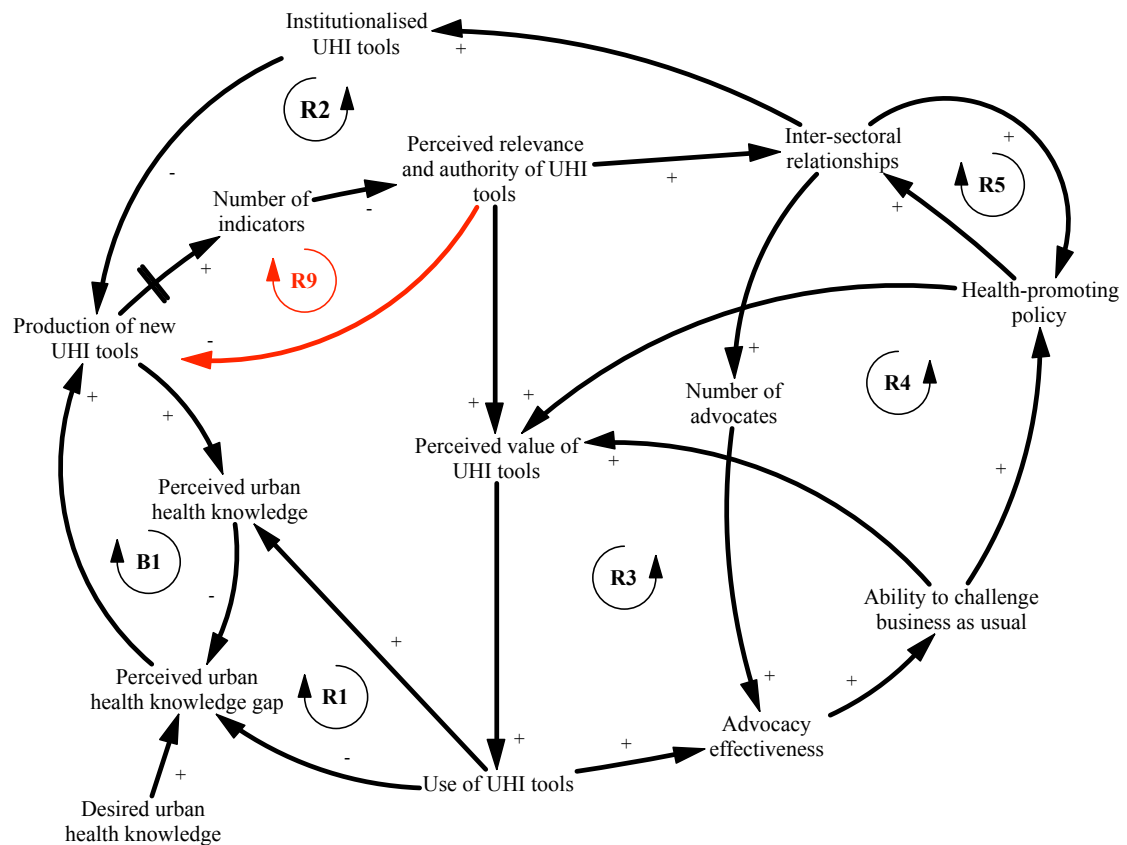 Institutionalised
UHI tools
+
R2
Inter-sectoral
relationships
+
Perceived relevance
and authority of UHI
tools
+
R5
-
Number of
indicators
-
+
+
R9
Health-promoting
policy
Production of new
UHI tools
-
+
R4
+
+
Number of
advocates
+
+
Perceived value of
UHI tools
+
+
Perceived urban
health knowledge
B1
R3
-
Ability to challenge
business as usual
+
Perceived urban
health knowledge gap
R1
+
+
Advocacy
effectiveness
+
-
+
+
Use of UHI tools
Desired urban
health knowledge